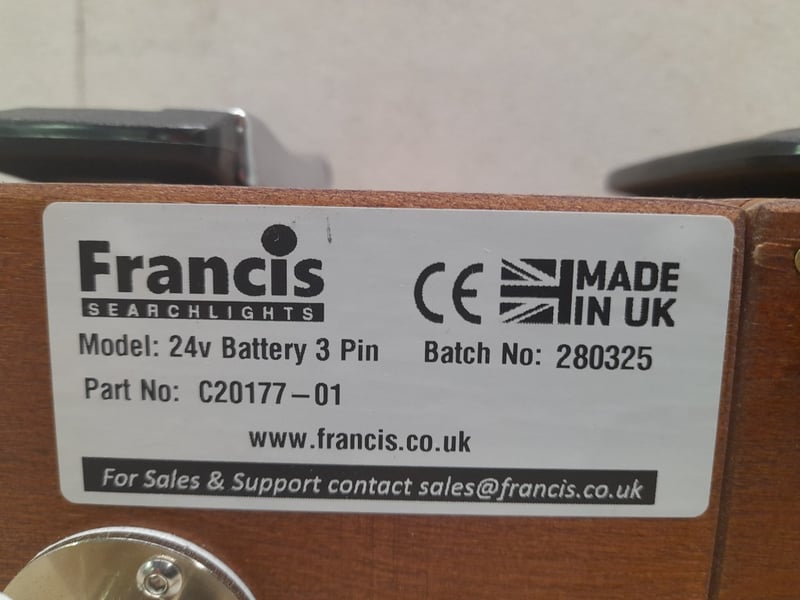 Francis
SEARCHLIGHTS
CE MADE IN UK
Model: 24v Battery 3 Pin Batch No: 280325
Part No: C20177-01
www.francis.co.uk
For Sales & Support contact sales@francis.co.uk